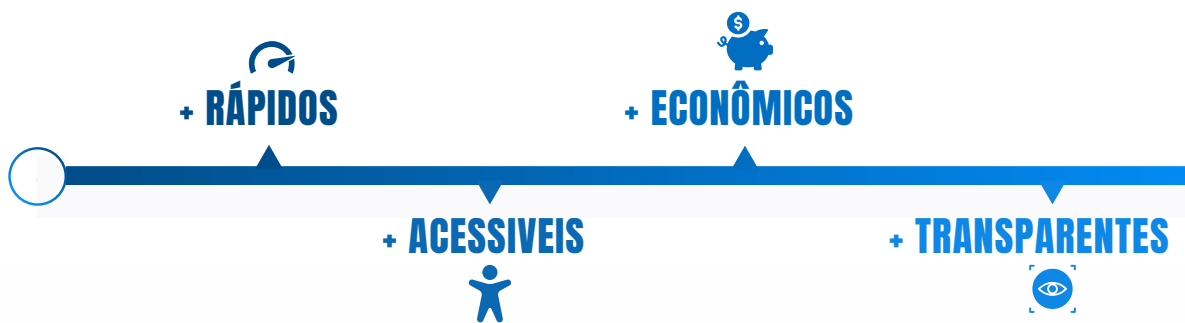 + RÁPIDOS
+ ECONÔMICOS
+ ACESSIVEIS
+ TRANSPARENTES